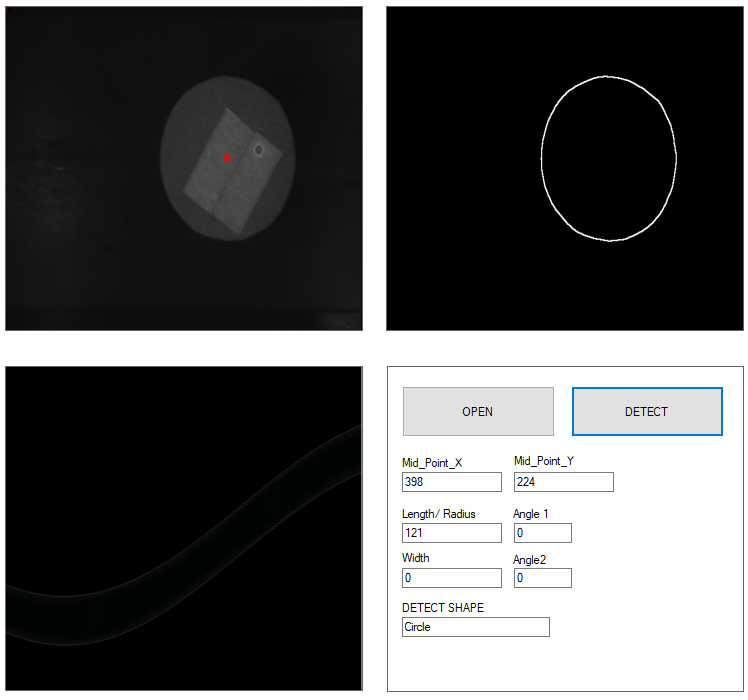 OPEN DETECT
Mid_Point_X Mid_Point_Y
398 224
Length/ Radius Angle 1
121 0
Width Angle2
0 0
DETECT SHAPE
Circle